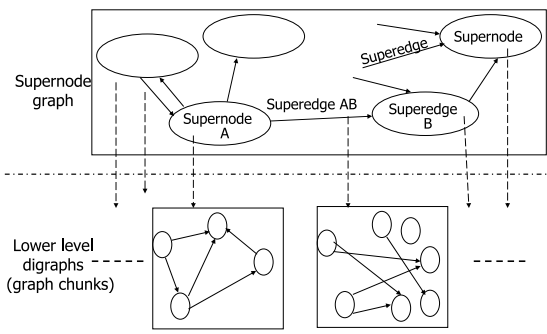 Supernode
graph
Supernode
A
Superedge AB
Superedge
Supernode
Superedge
B
Lower level
digraphs
(graph chunks)